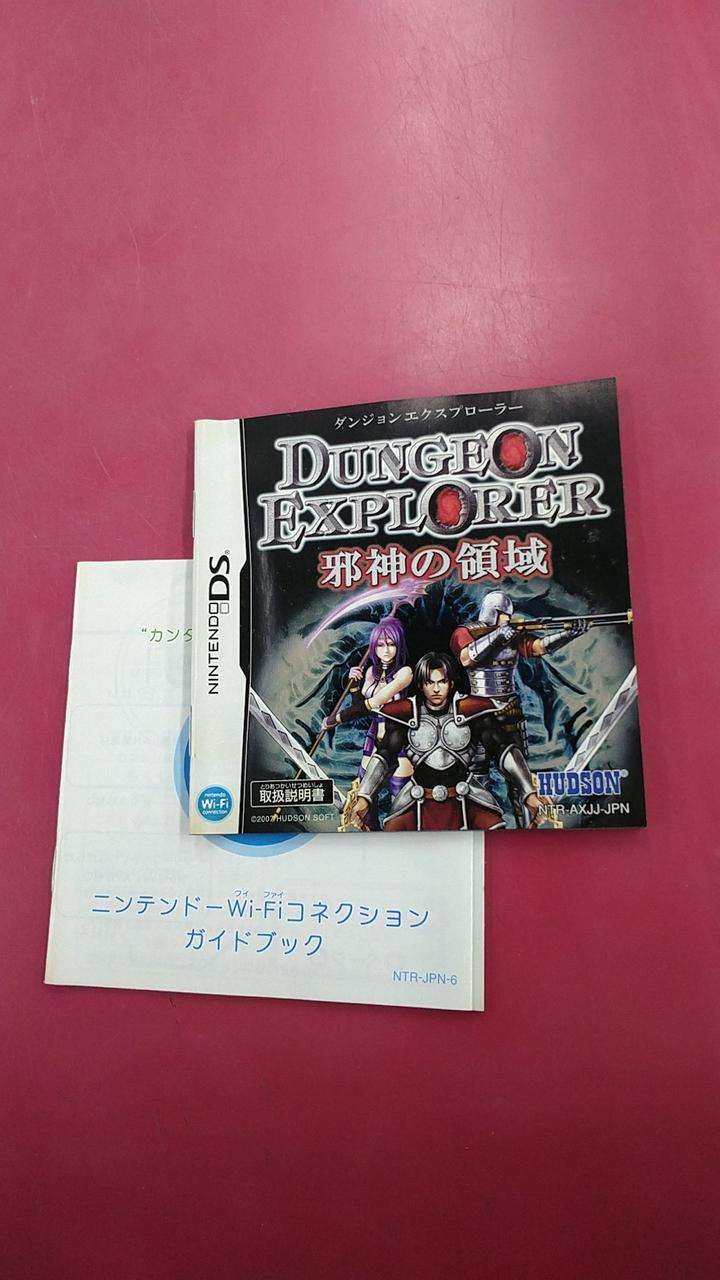 ダンジョンエクスプローラー
DUNGEON
EXPLORER
邪神の領域
NINTENDO DS®
Nintendo
Wi-Fi
connection
とりあつかいせつめいしょ
取扱説明書
©2007 HUDSON SOFT
HUDSON®
NTR-AXJJ-JPN
“カンタ
ワイ ファイ
ニンテンドーWi-Fiコネクション
ガイドブック
NTR-JPN-6